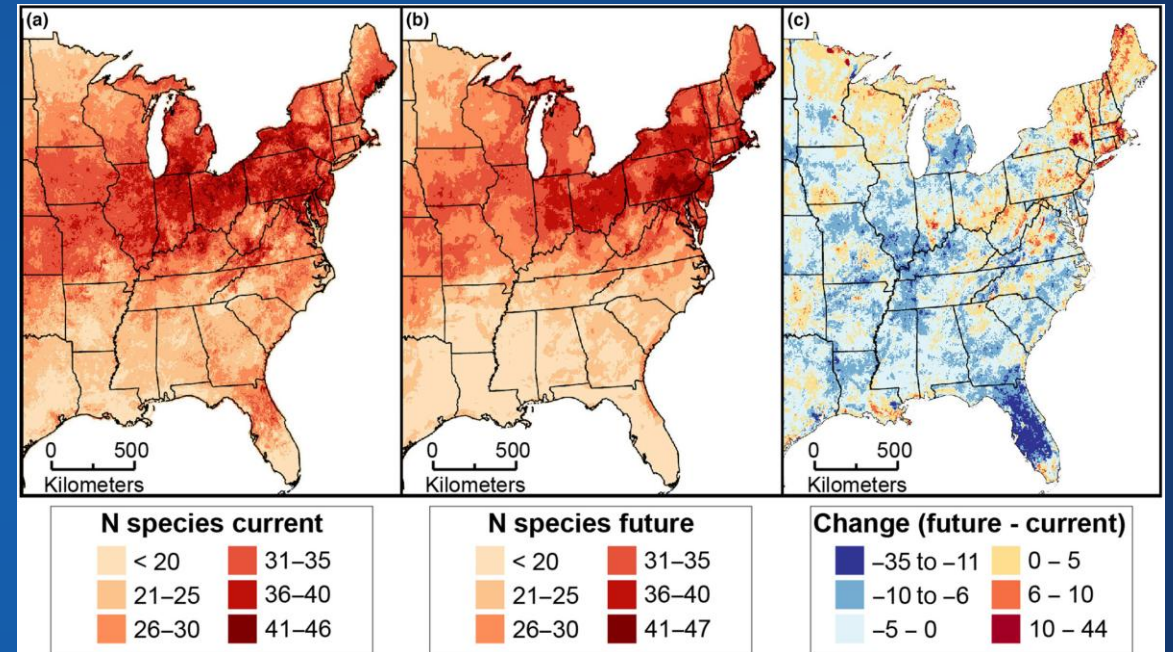 (a)
0 500
Kilometers
(b)
0 500
Kilometers
(c)
0 500
Kilometers
N species current
< 20
21–25
26–30
31–35
36–40
41–46
N species future
< 20
21–25
26–30
31–35
36–40
41–47
Change (future - current)
−35 to −11
−10 to −6
−5 - 0
0 - 5
6 - 10
10 - 44